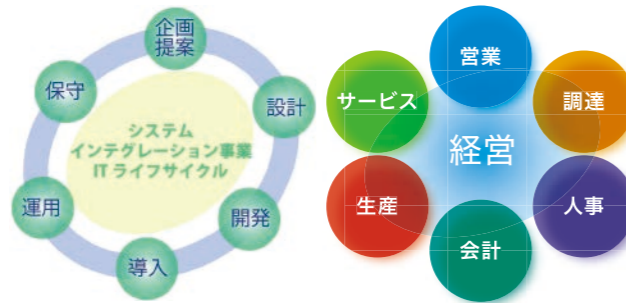 企画
提案
設計
開発
導入
運用
保守
システム
インテグレーション事業
ITライフサイクル
営業
調達
人事
会計
生産
サービス
経営